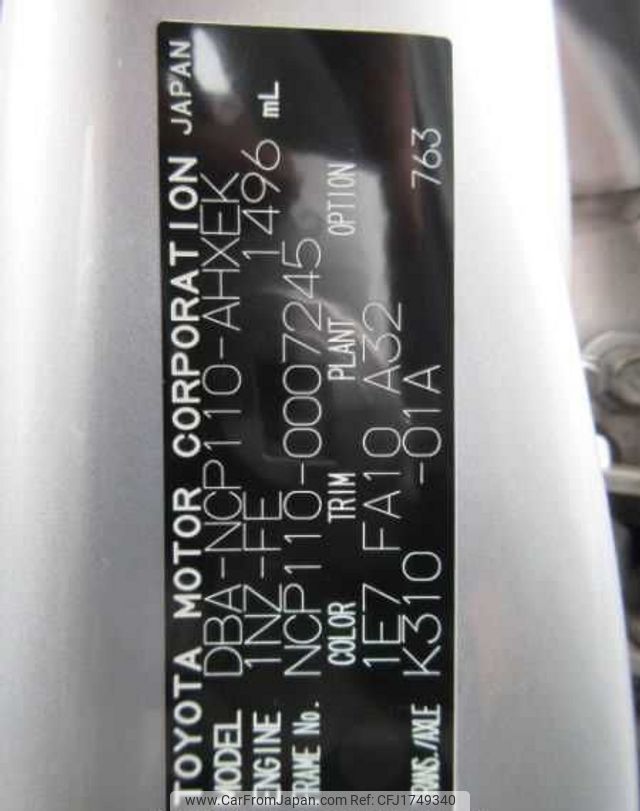 TOYOTA MOTOR CORPORATION JAPAN
MODEL DBA-NCP110-AHXEK
ENGINE 1NZ-FE 1496 mL
FRAME No. NCP110-0007245
COLOR TRIM PLANT OPTION
1E7 FA10 A32
TRANS./AXLE K310 -01A 763
www.CarFromJapan.com CFJ1749340